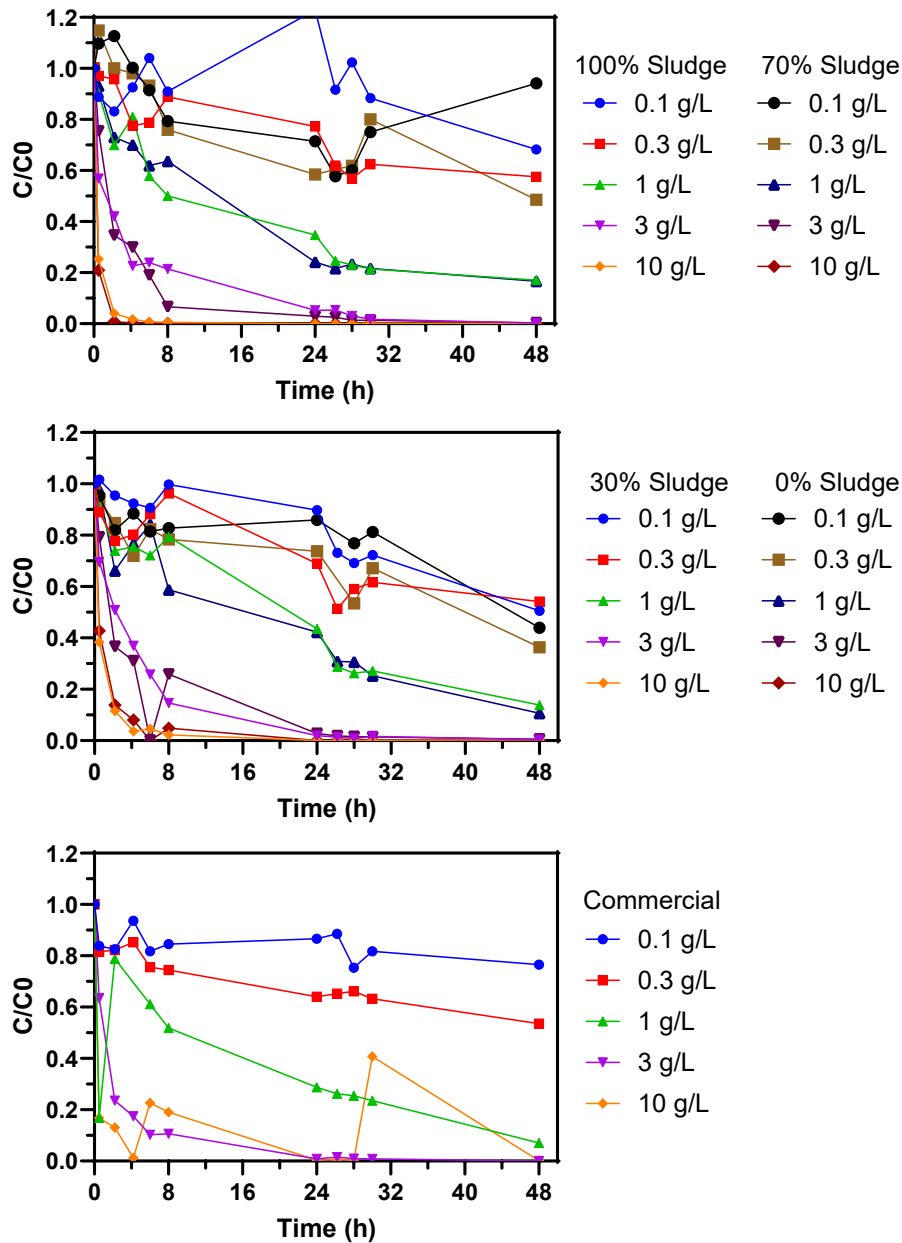 1.2
1.0
0.8
0.6
0.4
0.2
0.0
C/C0
0 8 16 24 32 40 48
Time (h)
100% Sludge 70% Sludge
0.1 g/L 0.1 g/L
0.3 g/L 0.3 g/L
1 g/L 1 g/L
3 g/L 3 g/L
10 g/L 10 g/L
1.2
1.0
0.8
0.6
0.4
0.2
0.0
C/C0
0 8 16 24 32 40 48
Time (h)
30% Sludge 0% Sludge
0.1 g/L 0.1 g/L
0.3 g/L 0.3 g/L
1 g/L 1 g/L
3 g/L 3 g/L
10 g/L 10 g/L
1.2
1.0
0.8
0.6
0.4
0.2
0.0
C/C0
0 8 16 24 32 40 48
Time (h)
Commercial
0.1 g/L
0.3 g/L
1 g/L
3 g/L
10 g/L